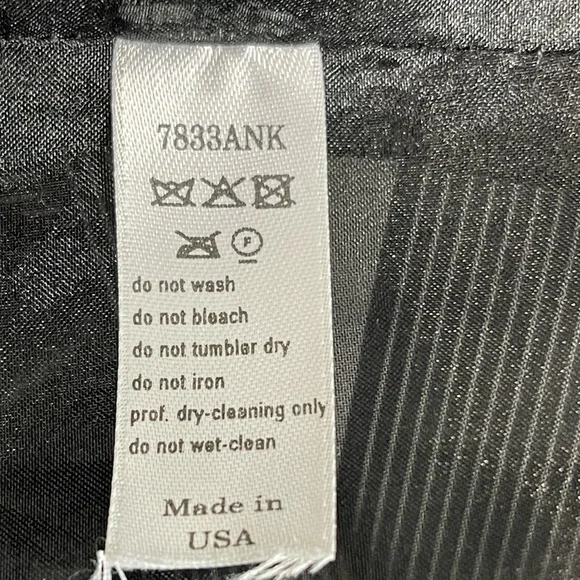 7833ANK
F
do not wash
do not bleach
do not tumbler dry
do not iron
prof. dry-cleaning only
do not wet-clean
Made in
USA